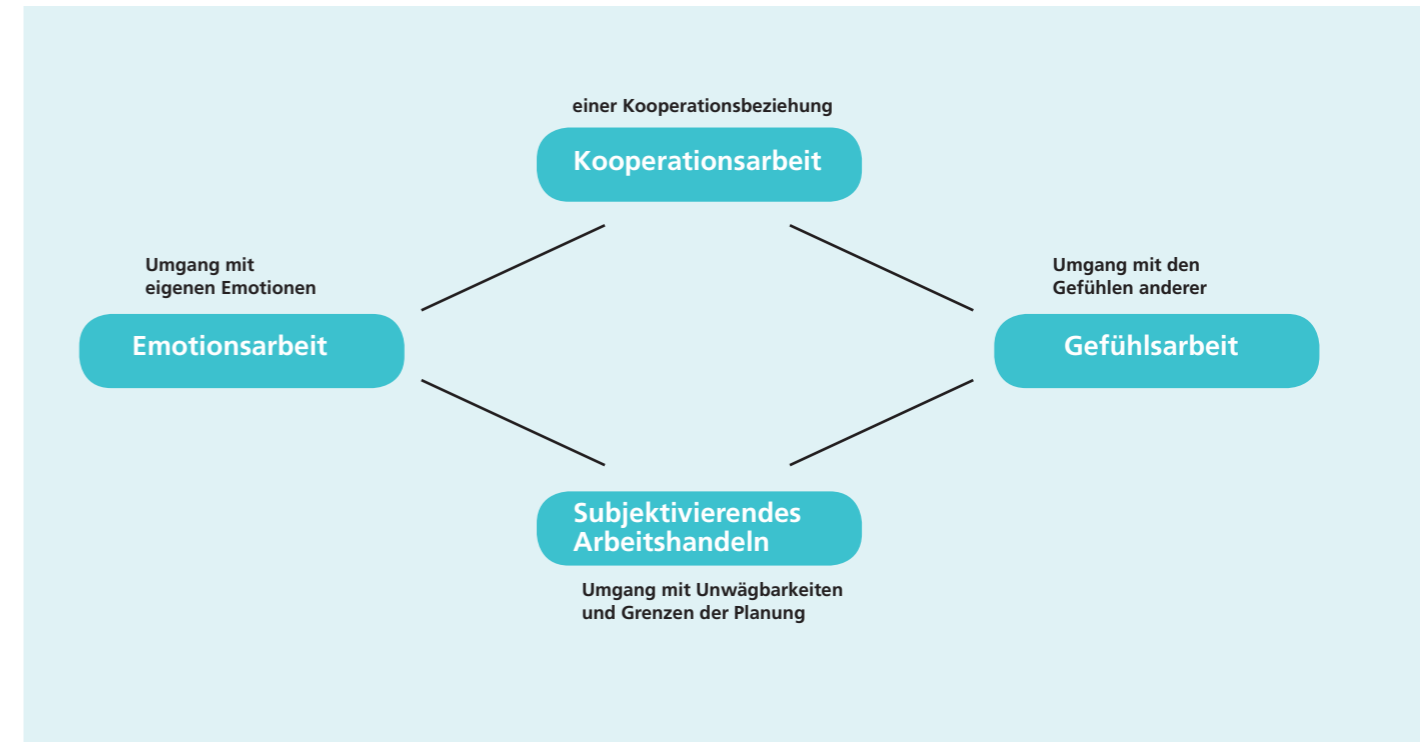 einer Kooperationsbeziehung
Kooperationsarbeit
Umgang mit
eigenen Emotionen
Emotionsarbeit
Umgang mit den
Gefühlen anderer
Gefühlsarbeit
Subjektivierendes
Arbeitshandeln
Umgang mit Unwägbarkeiten
und Grenzen der Planung